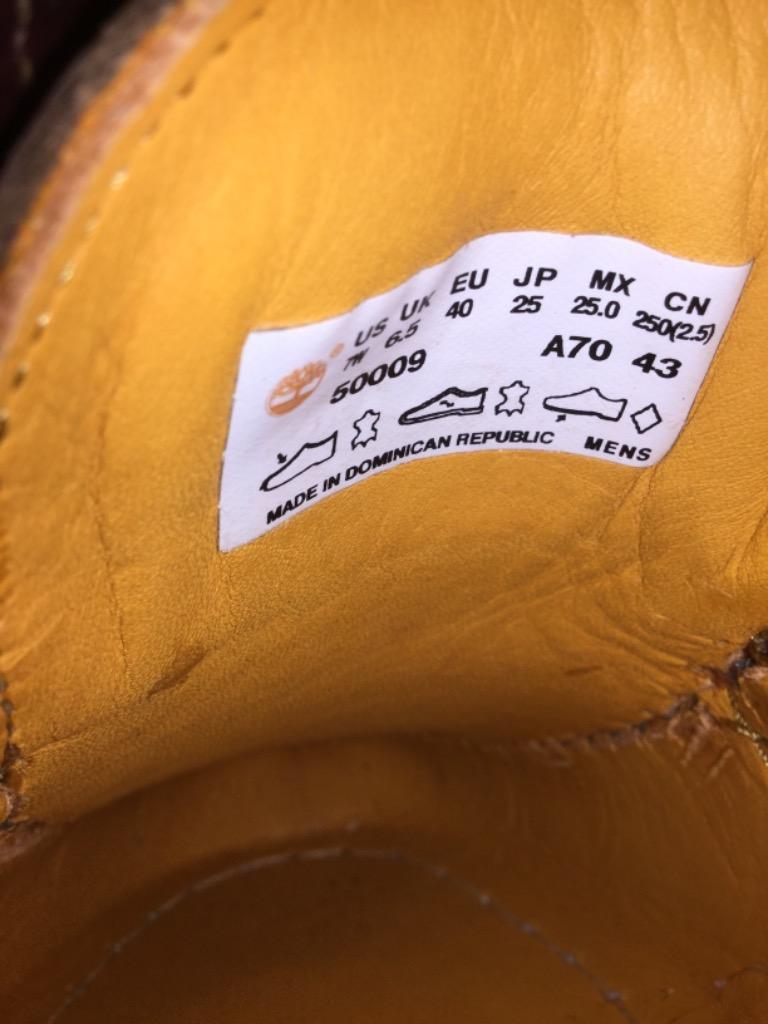 US UK EU JP MX CN
7W 6.5 40 25 25.0 250(2.5)
® 50009 A70 43
MADE IN DOMINICAN REPUBLIC MENS